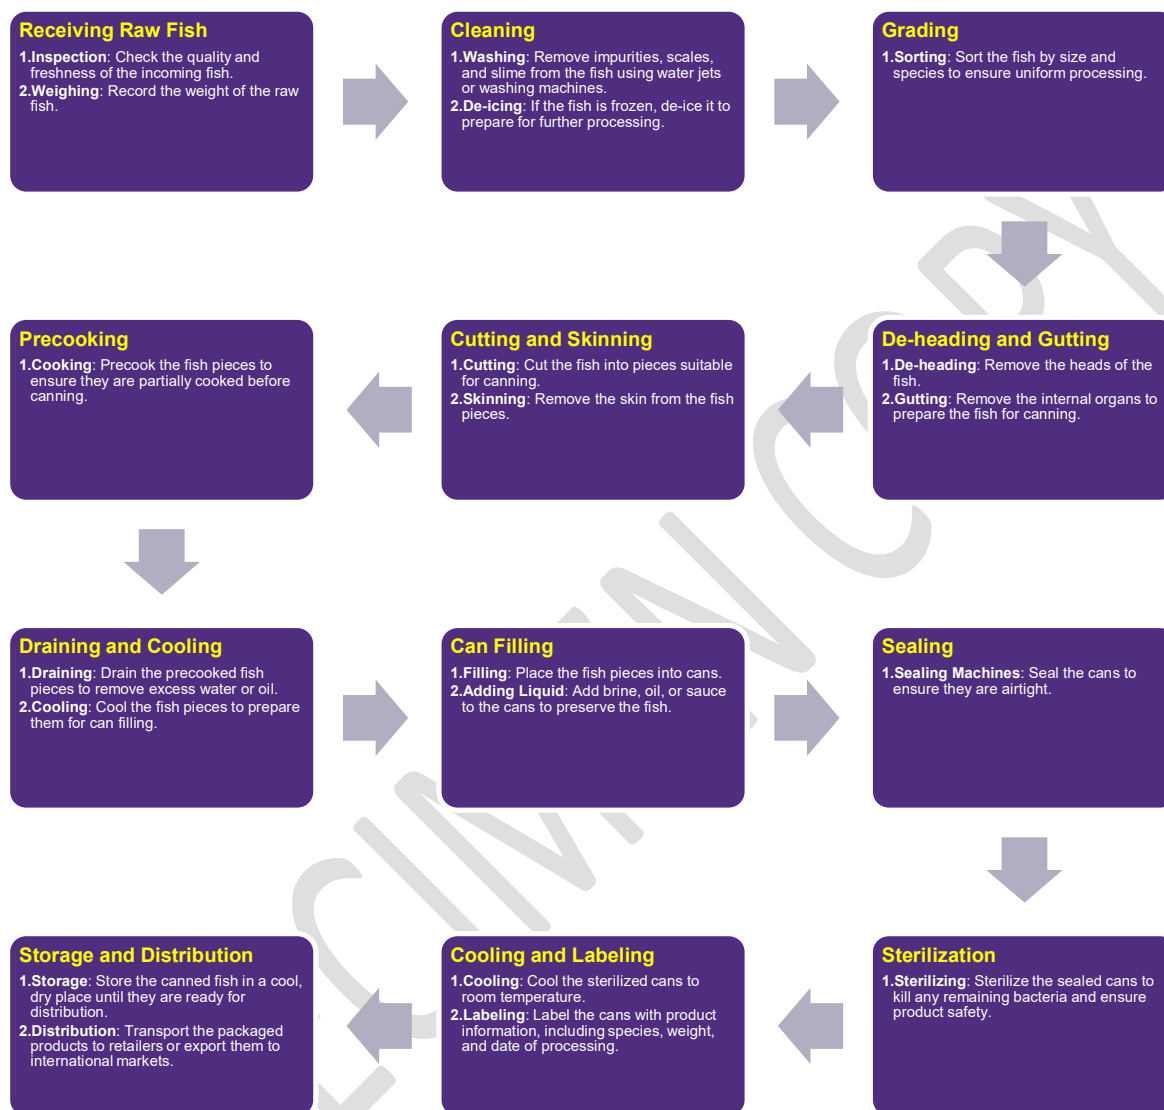 Receiving Raw Fish
1.Inspection: Check the quality and
freshness of the incoming fish.
2.Weighing: Record the weight of the raw
fish.
Cleaning
1.Washing: Remove impurities, scales,
and slime from the fish using water jets
or washing machines.
2.De-icing: If the fish is frozen, de-ice it to
prepare for further processing.
Grading
1.Sorting: Sort the fish by size and
species to ensure uniform processing.
De-heading and Gutting
1.De-heading: Remove the heads of the
fish.
2.Gutting: Remove the internal organs to
prepare the fish for canning.
Cutting and Skinning
1.Cutting: Cut the fish into pieces suitable
for canning.
2.Skinning: Remove the skin from the fish
pieces.
Precooking
1.Cooking: Precook the fish pieces to
ensure they are partially cooked before
canning.
Draining and Cooling
1.Draining: Drain the precooked fish
pieces to remove excess water or oil.
2.Cooling: Cool the fish pieces to prepare
them for can filling.
Can Filling
1.Filling: Place the fish pieces into cans.
2.Adding Liquid: Add brine, oil, or sauce
to the cans to preserve the fish.
Sealing
1.Sealing Machines: Seal the cans to
ensure they are airtight.
Sterilization
1.Sterilizing: Sterilize the sealed cans to
kill any remaining bacteria and ensure
product safety.
Cooling and Labeling
1.Cooling: Cool the sterilized cans to
room temperature.
2.Labeling: Label the cans with product
information, including species, weight,
and date of processing.
Storage and Distribution
1.Storage: Store the canned fish in a cool,
dry place until they are ready for
distribution.
2.Distribution: Transport the packaged
products to retailers or export them to
international markets.
ECIMEN COPY